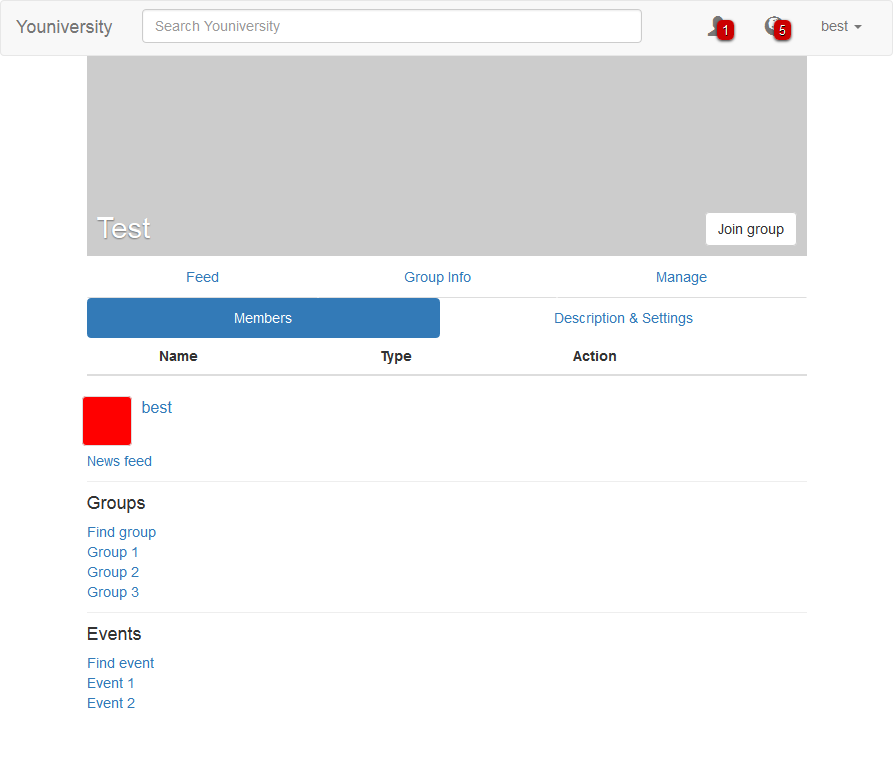 Youniversity Search Youniversity 1 5 best
Test Join group
Feed Group Info Manage
Members Description & Settings
Name Type Action
best
News feed
Groups
Find group
Group 1
Group 2
Group 3
Events
Find event
Event 1
Event 2